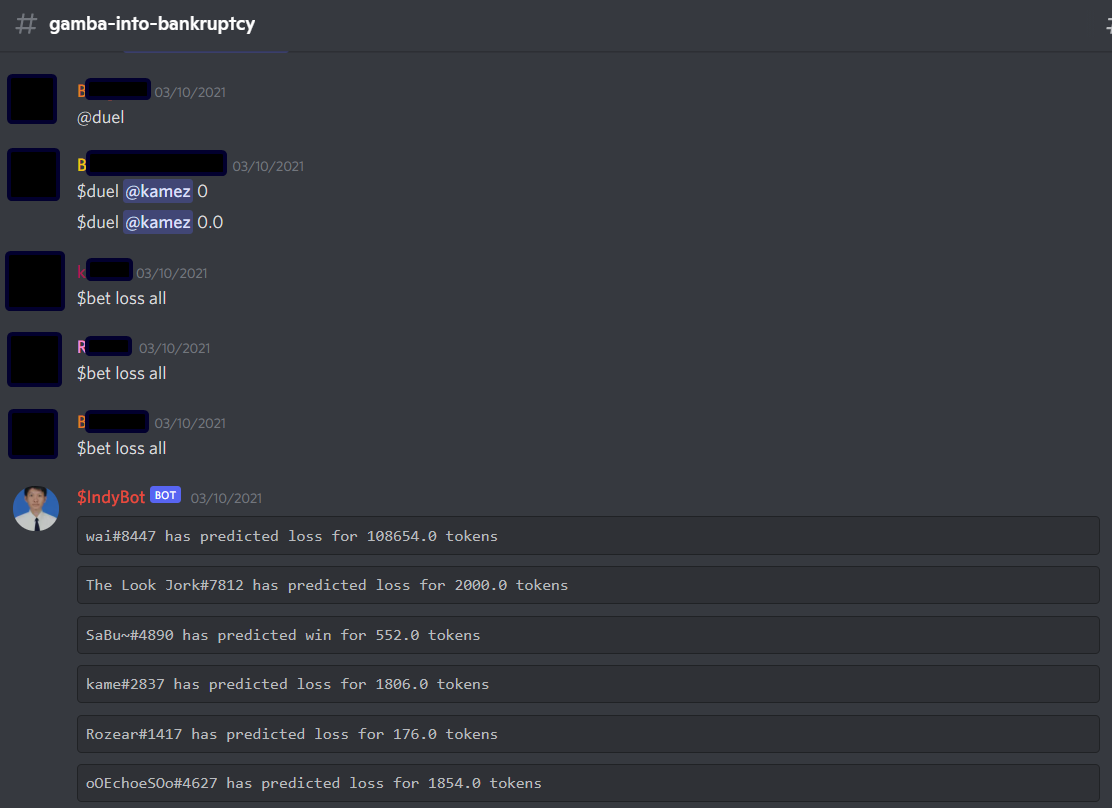 # gamba-into-bankruptcy
B 03/10/2021
@duel
B 03/10/2021
$duel @kamez 0
$duel @kamez 0.0
k 03/10/2021
$bet loss all
R 03/10/2021
$bet loss all
B 03/10/2021
$bet loss all
$IndyBot BOT 03/10/2021
wai#8447 has predicted loss for 108654.0 tokens
The Look Jork#7812 has predicted loss for 2000.0 tokens
SaBu~#4890 has predicted win for 552.0 tokens
kame#2837 has predicted loss for 1806.0 tokens
Rozear#1417 has predicted loss for 176.0 tokens
oOEchoeSOo#4627 has predicted loss for 1854.0 tokens